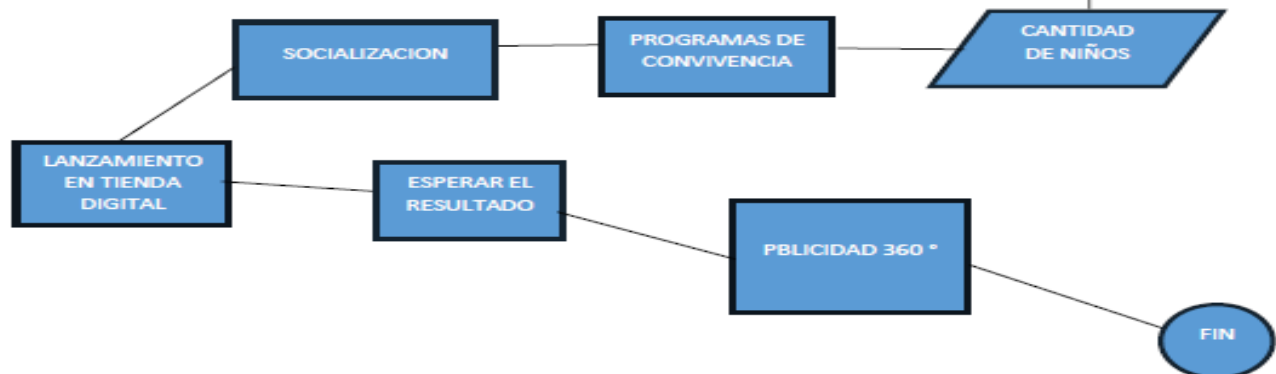 CANTIDAD
DE NIÑOS
PROGRAMAS DE
CONVIVENCIA
SOCIALIZACION
LANZAMIENTO
EN TIENDA
DIGITAL
ESPERAR EL
RESULTADO
PBLICIDAD 360 °
FIN